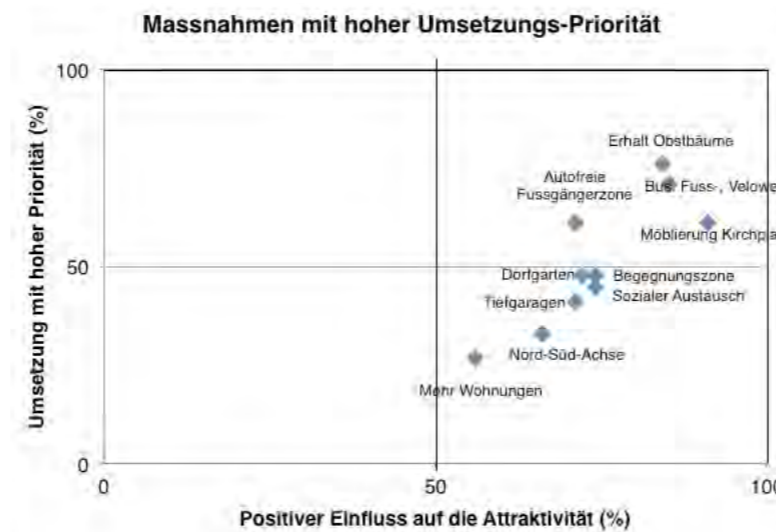 Massnahmen mit hoher Umsetzungs-Priorität
100
Erhalt Obstbäume
Autofreie
Fussgängerzone
Bus, Fuss-, Velowe
Möblierung Kirchpla
50
Dorfgarten
Begegnungszone
Sozialer Austausch
Tiefgaragen
Nord-Süd-Achse
Mehr Wohnungen
0
0
50
100
Umsetzung mit hoher Priorität (%)
Positiver Einfluss auf die Attraktivität (%)